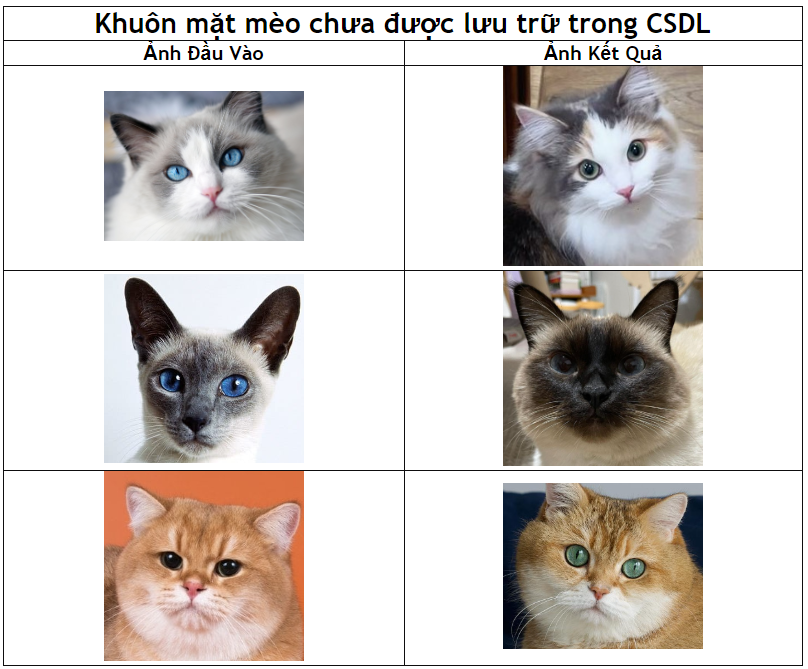 Khuôn mặt mèo chưa được lưu trữ trong CSDL
Ảnh Đầu Vào
Ảnh Kết Quả